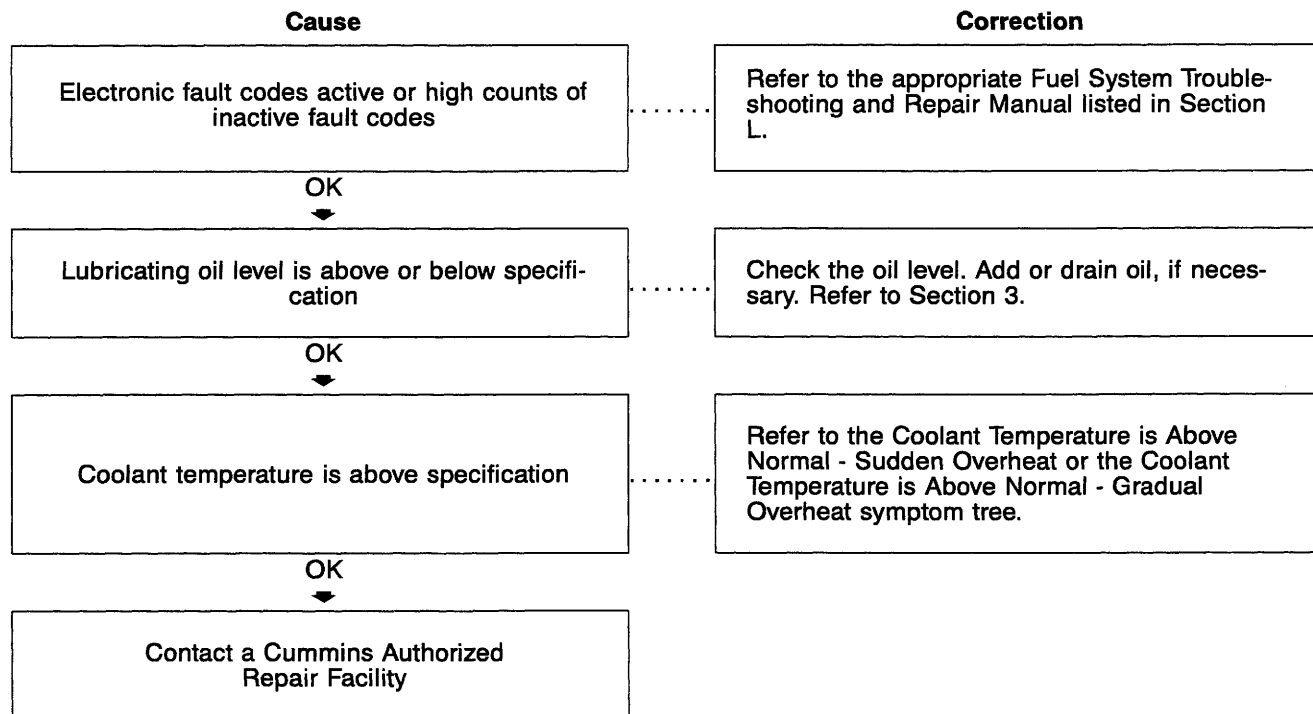 Cause
Correction
Electronic fault codes active or high counts of
inactive fault codes
Refer to the appropriate Fuel System Trouble-
shooting and Repair Manual listed in Section
L.
OK
Lubricating oil level is above or below specifi-
cation
Check the oil level. Add or drain oil, if neces-
sary. Refer to Section 3.
OK
Coolant temperature is above specification
Refer to the Coolant Temperature is Above
Normal - Sudden Overheat or the Coolant
Temperature is Above Normal - Gradual
Overheat symptom tree.
OK
Contact a Cummins Authorized
Repair Facility